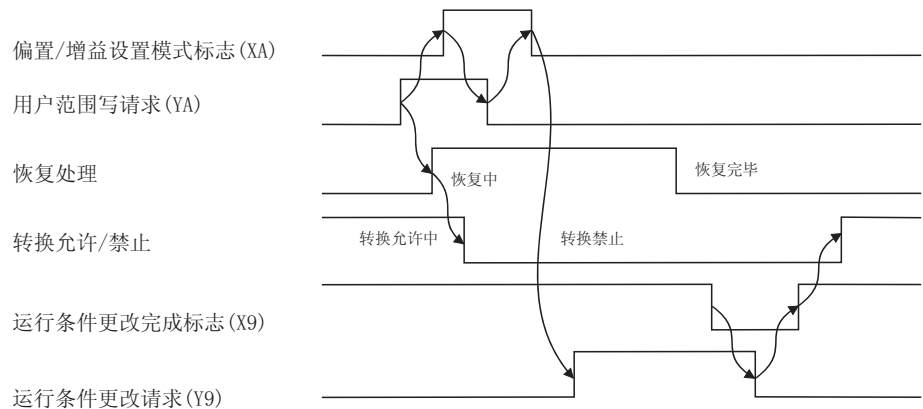 偏置/增益设置模式标志(XA)
用户范围写请求(YA)
恢复处理
恢复中
恢复完毕
转换允许/禁止
转换允许中
转换禁止
运行条件更改完成标志(X9)
运行条件更改请求(Y9)